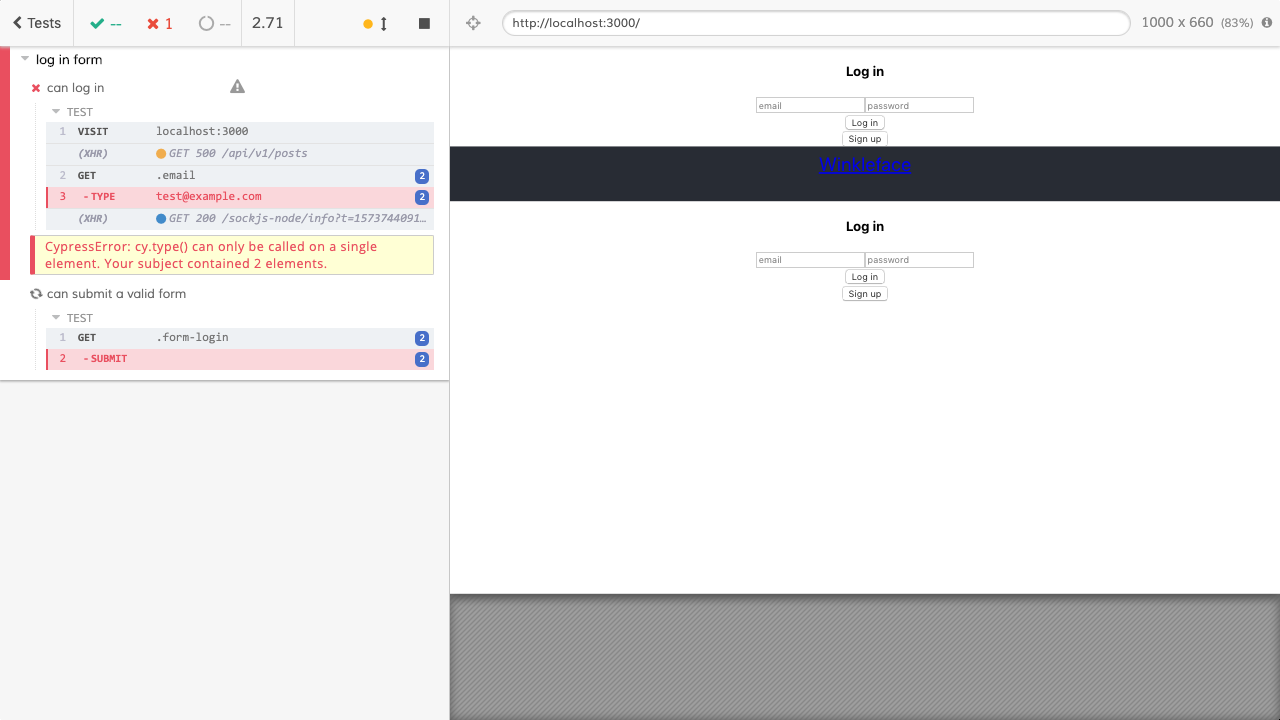 Tests
--
1
--
2.71
http://localhost:3000/
1000 x 660 (83%)
log in form
can log in
TEST
1 VISIT localhost:3000
(XHR) GET 500 /api/v1/posts
2 GET .email 2
3 - TYPE test@example.com 2
(XHR) GET 200 /sockjs-node/info?t=1573744091…
CypressError: cy.type() can only be called on a single
element. Your subject contained 2 elements.
can submit a valid form
TEST
1 GET .form-login 2
2 - SUBMIT 2
Log in
email password
Log in
Sign up
Winkleface
Log in
email password
Log in
Sign up